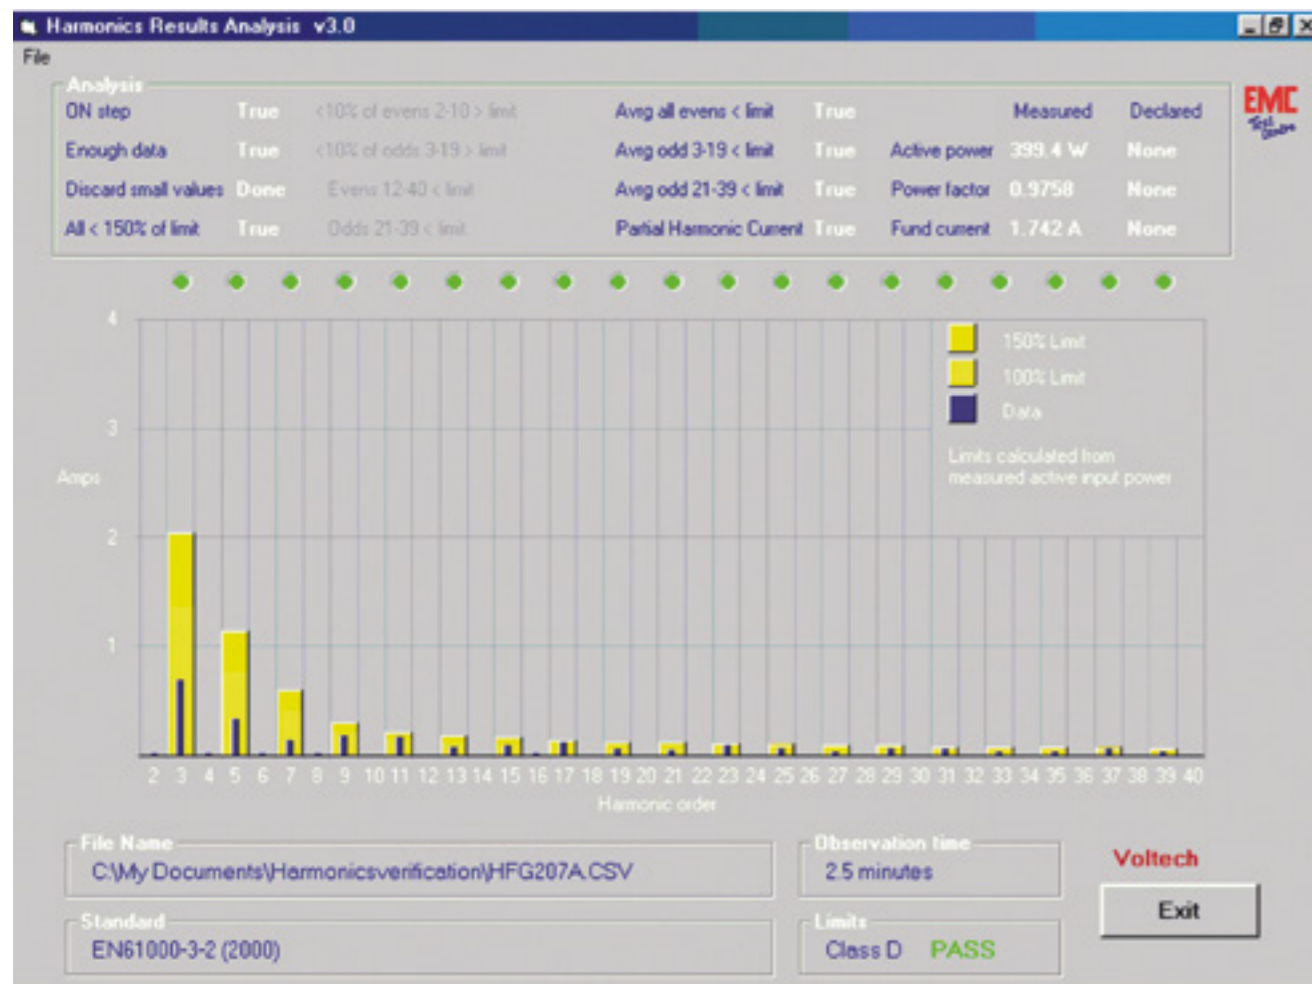 Harmonics Results Analysis v3.0
File
Analysis
ON step True <10% of evens 2-10 > limit Avrg all evens < limit True Measured Declared
Enough data True <10% of odds 3-19 > limit Avrg odd 3-19 < limit True Active power 399.4 W None
Discard small values Done Evens 12-40 < limit Avrg odd 21-39 < limit True Power factor 0.9758 None
All < 150% of limit True Odds 21-39 < limit Partial Harmonic Current True Fund current 1.742 A None
EMC
Test
Centre
4
3
2
1
Amps
150% Limit
100% Limit
Data
Limits calculated from
measured active input power
2 3 4 5 6 7 8 9 10 11 12 13 14 15 16 17 18 19 20 21 22 23 24 25 26 27 28 29 30 31 32 33 34 35 36 37 38 39 40
Harmonic order
File Name
C:\My Documents\Harmonicsverification\HFG207A.CSV
Observation time
2.5 minutes
Voltech
Exit
Standard
EN61000-3-2 (2000)
Limits
Class D PASS